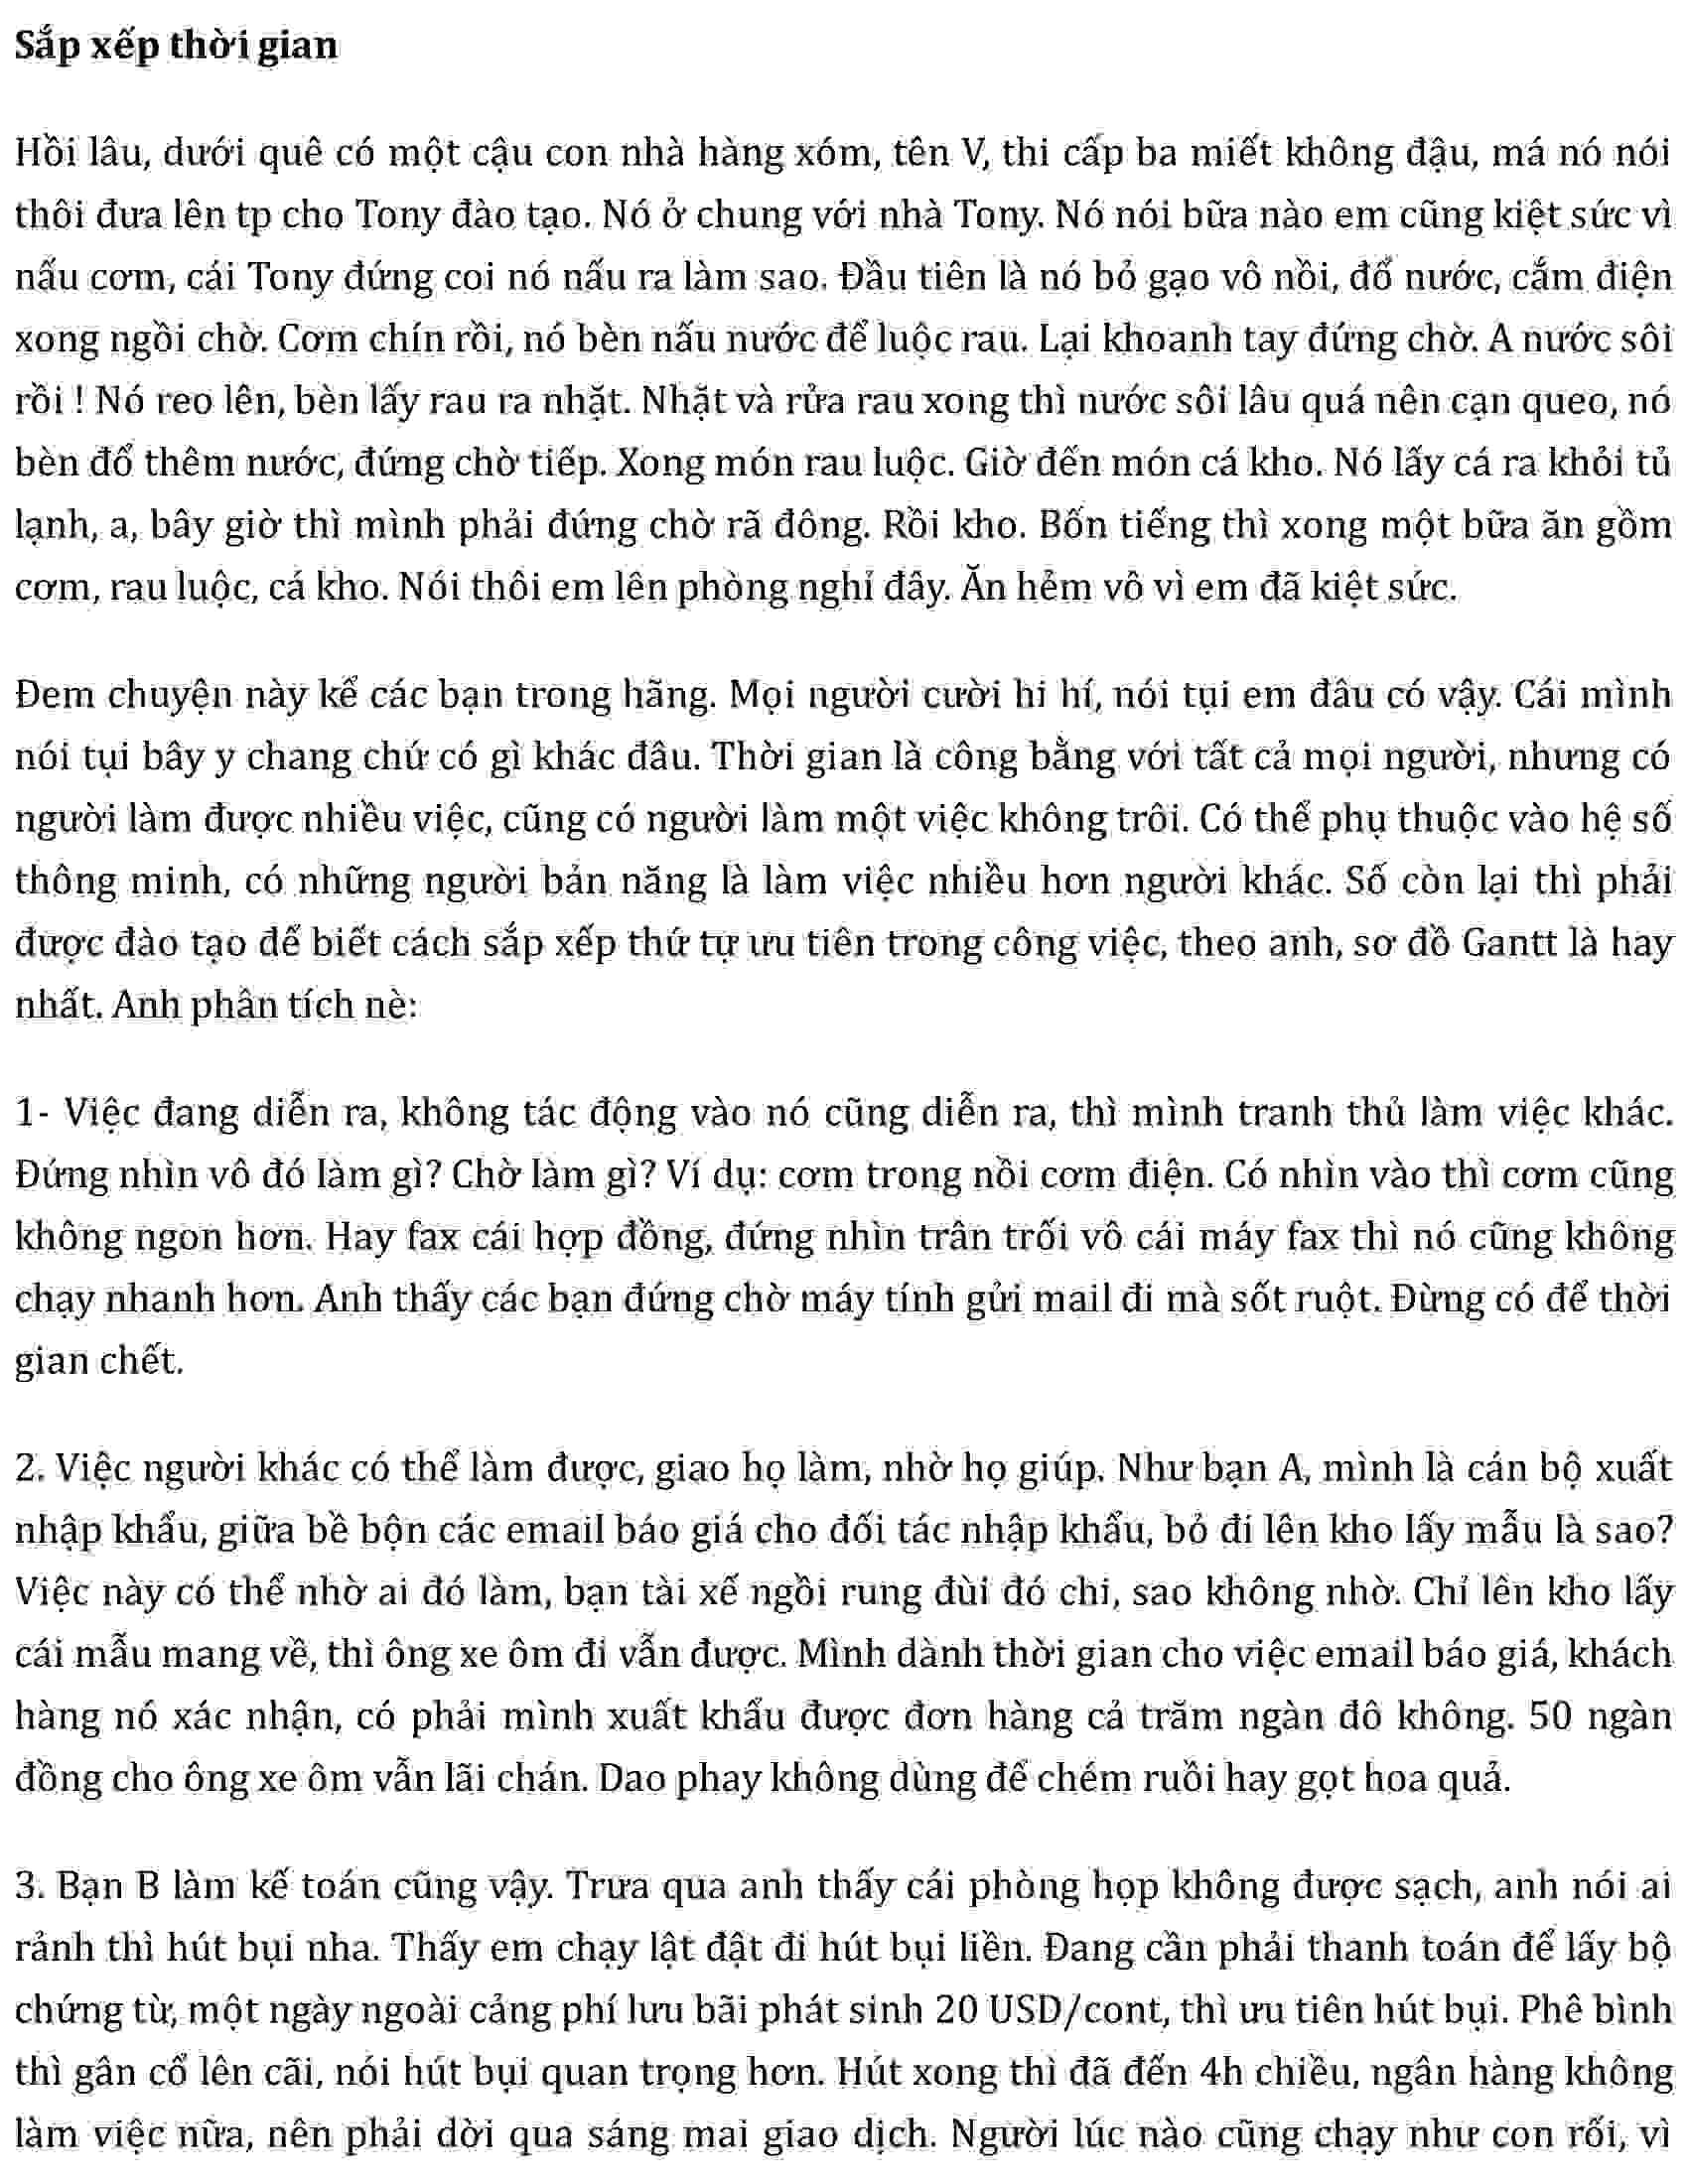 Sắp xếp thời gian
Hồi lâu, dưới quê có một cậu con nhà hàng xóm, tên V, thi cấp ba miết không đậu, má nó nói
thôi đưa lên tp cho Tony đào tạo. Nó ở chung với nhà Tony. Nó nói bữa nào em cũng kiệt sức vì
nấu cơm, cái Tony đứng coi nó nấu ra làm sao. Đầu tiên là nó bỏ gạo vô nồi, đổ nước, cắm điện
xong ngồi chờ. Cơm chín rồi, nó bèn nấu nước để luộc rau. Lại khoanh tay đứng chờ. A nước sôi
rồi ! Nó reo lên, bèn lấy rau ra nhặt. Nhặt và rửa rau xong thì nước sôi lâu quá nên cạn queo, nó
bèn đổ thêm nước, đứng chờ tiếp. Xong món rau luộc. Giờ đến món cá kho. Nó lấy cá ra khỏi tủ
lạnh, a, bây giờ thì mình phải đứng chờ rã đông. Rồi kho. Bốn tiếng thì xong một bữa ăn gồm
cơm, rau luộc, cá kho. Nói thôi em lên phòng nghỉ đây. Ăn hẻm vô vì em đã kiệt sức.
Đem chuyện này kể các bạn trong hãng. Mọi người cười hi hí, nói tụi em đâu có vậy. Cái mình
nói tụi bây y chang chứ có gì khác đâu. Thời gian là công bằng với tất cả mọi người, nhưng có
người làm được nhiều việc, cũng có người làm một việc không trôi. Có thể phụ thuộc vào hệ số
thông minh, có những người bản năng là làm việc nhiều hơn người khác. Số còn lại thì phải
được đào tạo để biết cách sắp xếp thứ tự ưu tiên trong công việc, theo anh, sơ đồ Gantt là hay
nhất. Anh phân tích nè:
1- Việc đang diễn ra, không tác động vào nó cũng diễn ra, thì mình tranh thủ làm việc khác.
Đứng nhìn vô đó làm gì? Chờ làm gì? Ví dụ: cơm trong nồi cơm điện. Có nhìn vào thì cơm cũng
không ngon hơn. Hay fax cái hợp đồng, đứng nhìn trân trối vô cái máy fax thì nó cũng không
chạy nhanh hơn. Anh thấy các bạn đứng chờ máy tính gửi mail đi mà sốt ruột. Đừng có để thời
gian chết.
2. Việc người khác có thể làm được, giao họ làm, nhờ họ giúp. Như bạn A, mình là cán bộ xuất
nhập khẩu, giữa bề bộn các email báo giá cho đối tác nhập khẩu, bỏ đi lên kho lấy mẫu là sao?
Việc này có thể nhờ ai đó làm, bạn tài xế ngồi rung đùi đó chi, sao không nhờ. Chỉ lên kho lấy
cái mẫu mang về, thì ông xe ôm đi vẫn được. Mình dành thời gian cho việc email báo giá, khách
hàng nó xác nhận, có phải mình xuất khẩu được đơn hàng cả trăm ngàn đô không. 50 ngàn
đồng cho ông xe ôm vẫn lãi chán. Dao phay không dùng để chém ruồi hay gọt hoa quả.
3. Bạn B làm kế toán cũng vậy. Trưa qua anh thấy cái phòng họp không được sạch, anh nói ai
rảnh thì hút bụi nha. Thấy em chạy lật đật đi hút bụi liền. Đang cần phải thanh toán để lấy bộ
chứng từ, một ngày ngoài cảng phí lưu bãi phát sinh 20 USD/cont, thì ưu tiên hút bụi. Phê bình
thì gân cổ lên cãi, nói hút bụi quan trọng hơn. Hút xong thì đã đến 4h chiều, ngân hàng không
làm việc nữa, nên phải dời qua sáng mai giao dịch. Người lúc nào cũng chạy như con rối, vì